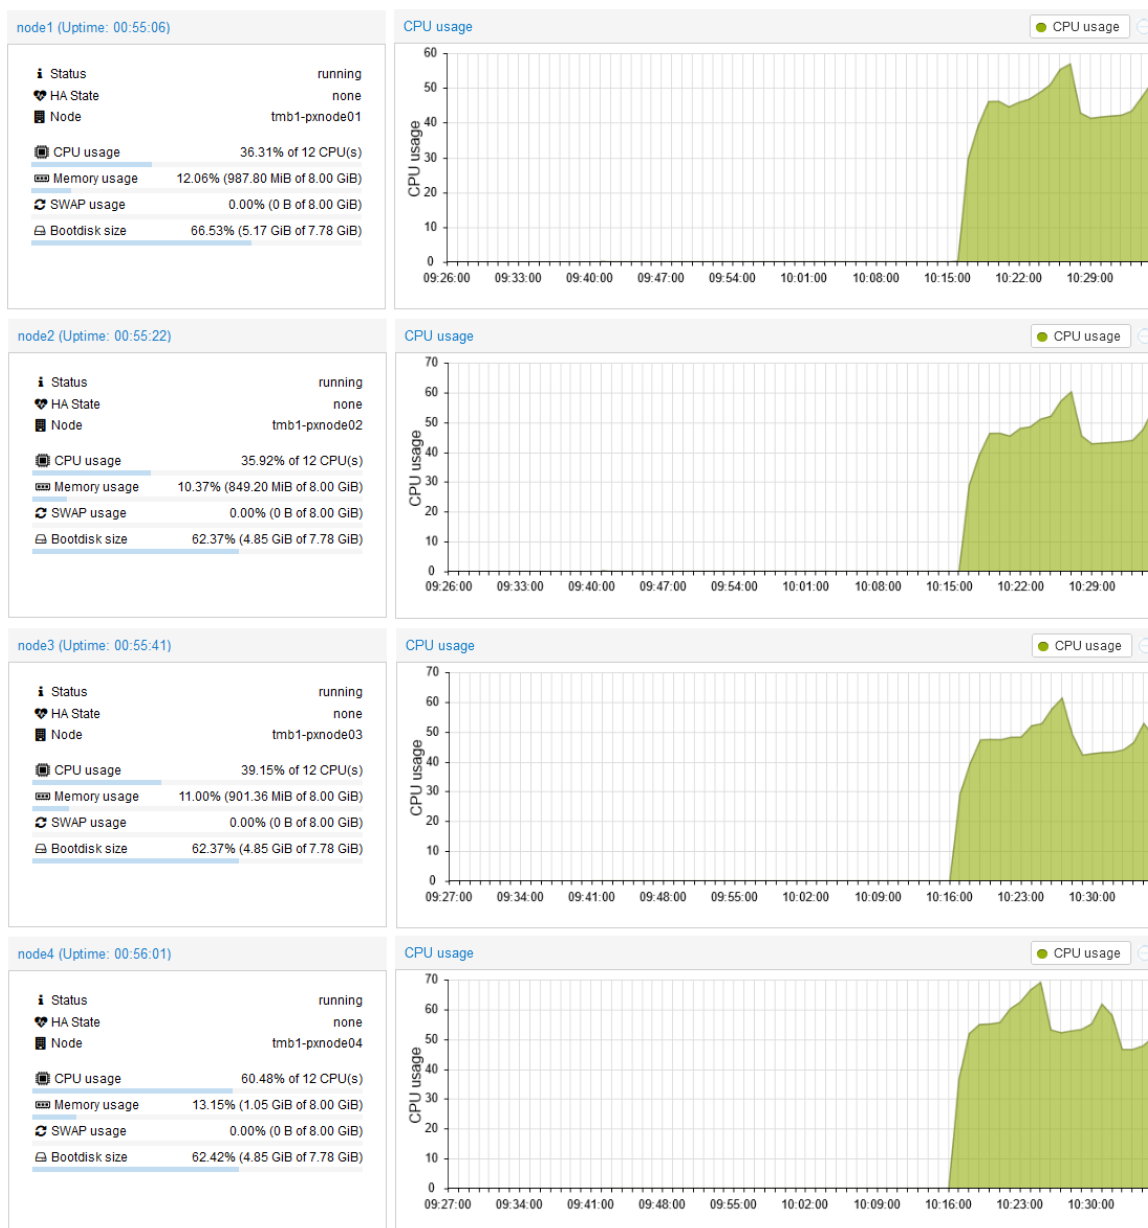 node1 (Uptime: 00:55:06)
CPU usage
CPU usage
Status running
HA State none
Node tmb1-pxnode01
CPU usage 36.31% of 12 CPU(s)
Memory usage 12.06% (987.80 MiB of 8.00 GiB)
SWAP usage 0.00% (0 B of 8.00 GiB)
Bootdisk size 66.53% (5.17 GiB of 7.78 GiB)
CPU usage
60
50
40
30
20
10
0
09:26:00 09:33:00 09:40:00 09:47:00 09:54:00 10:01:00 10:08:00 10:15:00 10:22:00 10:29:00
node2 (Uptime: 00:55:22)
CPU usage
CPU usage
Status running
HA State none
Node tmb1-pxnode02
CPU usage 35.92% of 12 CPU(s)
Memory usage 10.37% (849.20 MiB of 8.00 GiB)
SWAP usage 0.00% (0 B of 8.00 GiB)
Bootdisk size 62.37% (4.85 GiB of 7.78 GiB)
CPU usage
70
60
50
40
30
20
10
0
09:26:00 09:33:00 09:40:00 09:47:00 09:54:00 10:01:00 10:08:00 10:15:00 10:22:00 10:29:00
node3 (Uptime: 00:55:41)
CPU usage
CPU usage
Status running
HA State none
Node tmb1-pxnode03
CPU usage 39.15% of 12 CPU(s)
Memory usage 11.00% (901.36 MiB of 8.00 GiB)
SWAP usage 0.00% (0 B of 8.00 GiB)
Bootdisk size 62.37% (4.85 GiB of 7.78 GiB)
CPU usage
70
60
50
40
30
20
10
0
09:27:00 09:34:00 09:41:00 09:48:00 09:55:00 10:02:00 10:09:00 10:16:00 10:23:00 10:30:00
node4 (Uptime: 00:56:01)
CPU usage
CPU usage
Status running
HA State none
Node tmb1-pxnode04
CPU usage 60.48% of 12 CPU(s)
Memory usage 13.15% (1.05 GiB of 8.00 GiB)
SWAP usage 0.00% (0 B of 8.00 GiB)
Bootdisk size 62.42% (4.85 GiB of 7.78 GiB)
CPU usage
70
60
50
40
30
20
10
0
09:27:00 09:34:00 09:41:00 09:48:00 09:55:00 10:02:00 10:09:00 10:16:00 10:23:00 10:30:00